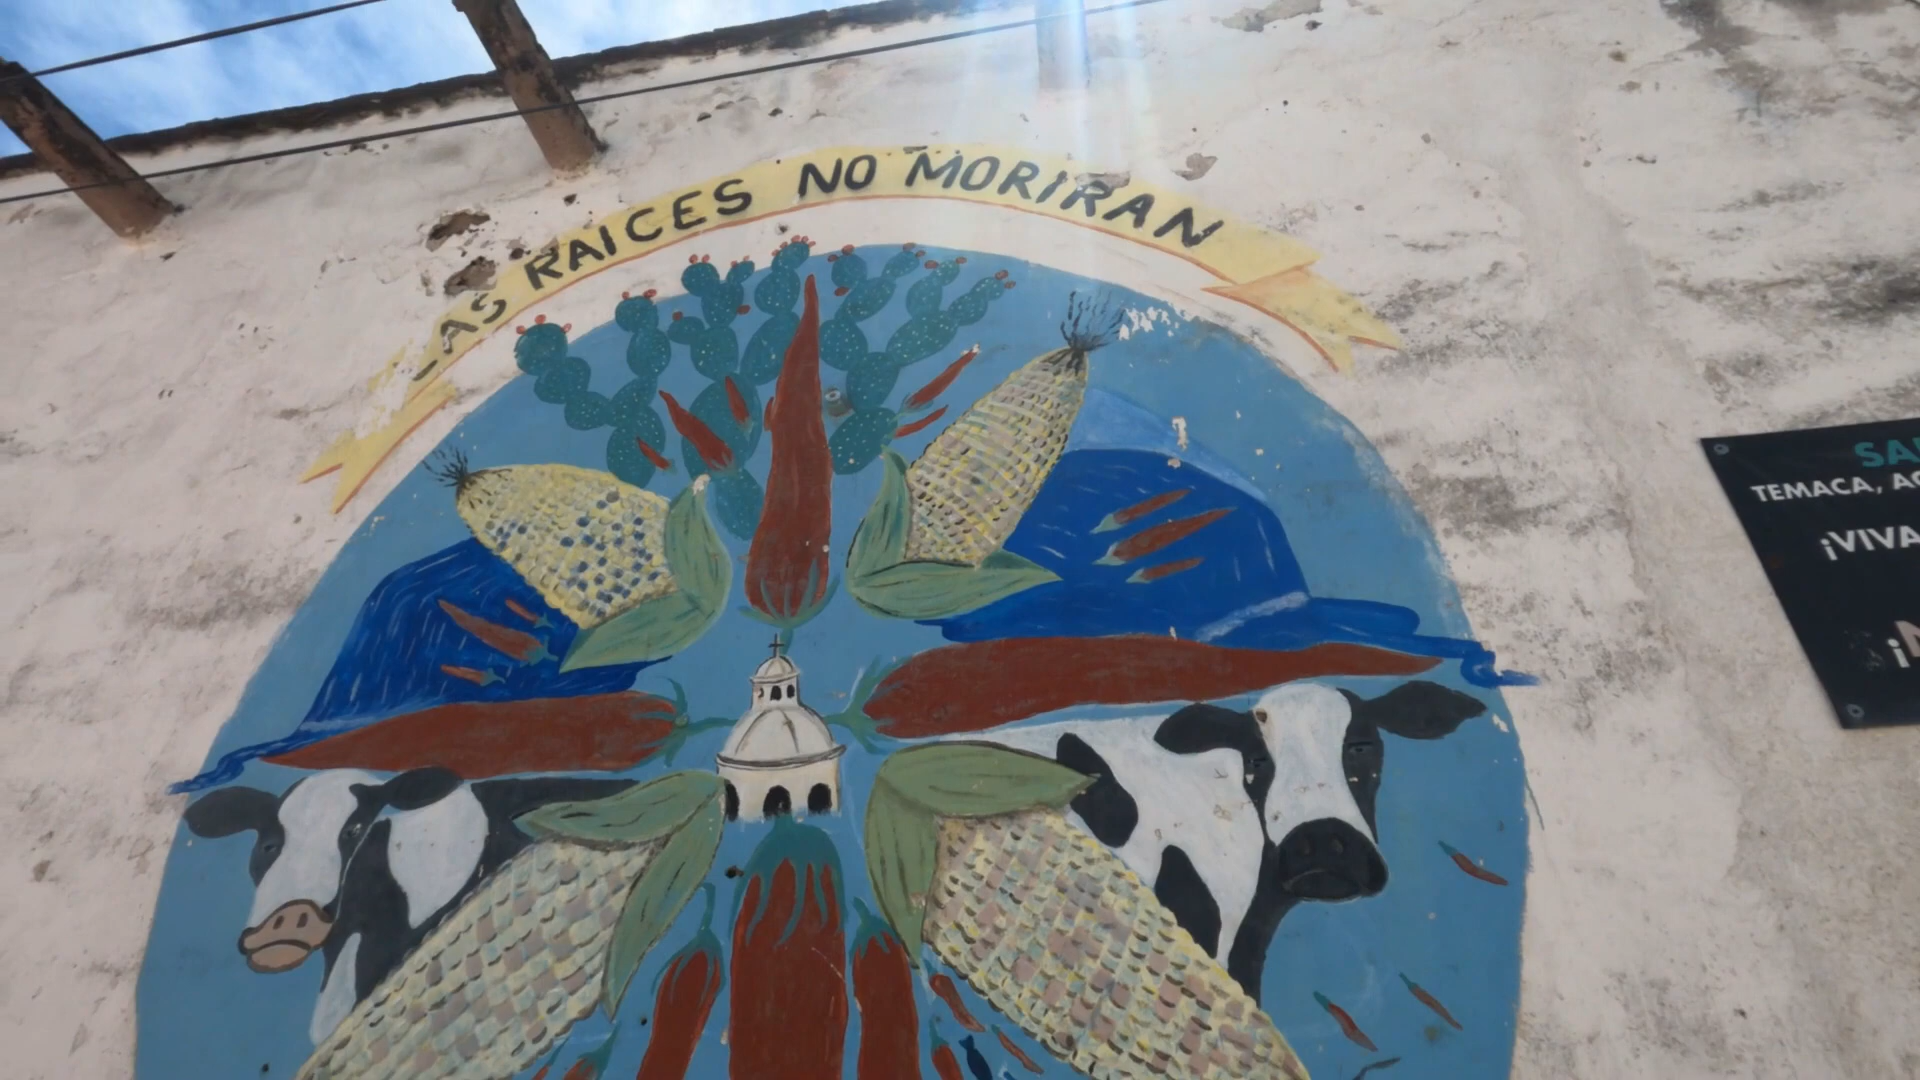 LAS RAICES NO MORIRAN
TEMACA,
¡VIVA